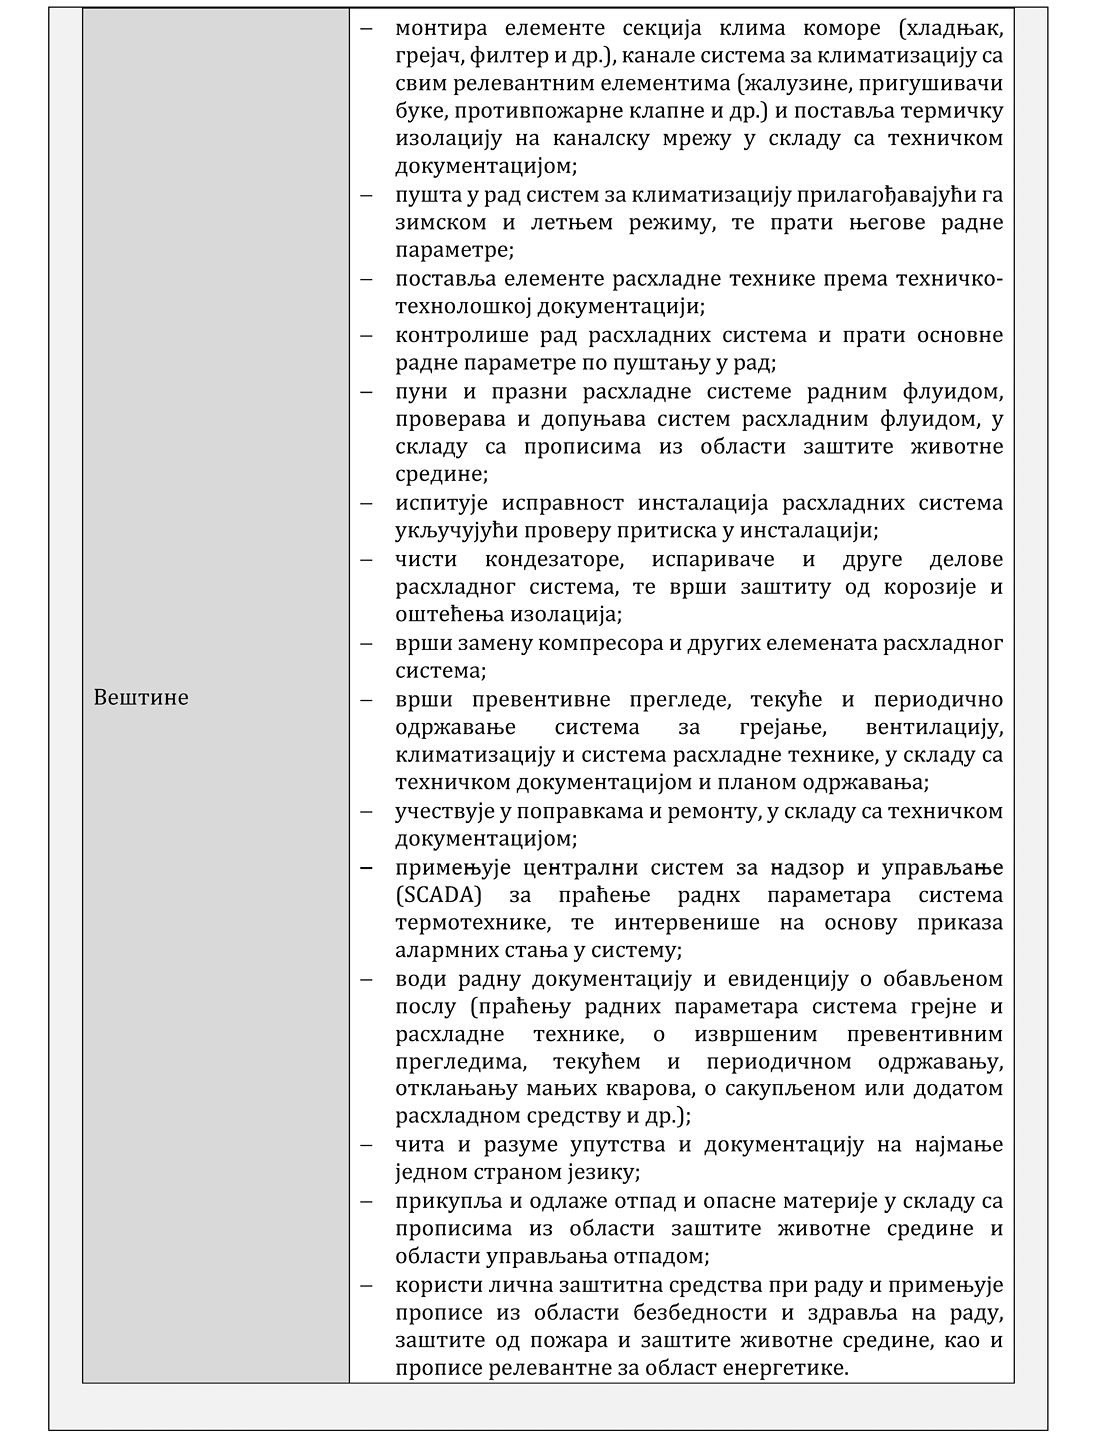 – монтира елементе секција клима коморе (хладњак,
грејач, филтер и др.), канале система за климатизацију са
свим релевантним елементима (жалузине, пригушивачи
буке, противпожарне клапне и др.) и поставља термичку
изолацију на каналску мрежу у складу са техничком
документацијом;
– пушта у рад систем за климатизацију прилагођавајући га
зимском и летњем режиму, те прати његове радне
параметре;
– поставља елементе расхладне технике према техничко-
технолошкој документацији;
– контролише рад расхладних система и прати основне
радне параметре по пуштању у рад;
– пуни и празни расхладне системе радним флуидом,
проверава и допуњава систем расхладним флуидом, у
складу са прописима из области заштите животне
средине;
– испитује исправност инсталација расхладних система
укључујући проверу притиска у инсталацији;
– чисти кондезаторе, испариваче и друге делове
расхладног система, те врши заштиту од корозије и
оштећења изолација;
– врши замену компресора и других елемената расхладног
система;
Вештине
– врши превентивне прегледе, текуће и периодично
одржавање система за грејање, вентилацију,
климатизацију и система расхладне технике, у складу са
техничком документацијом и планом одржавања;
– учествује у поправкама и ремонту, у складу са техничком
документацијом;
– примењује централни систем за надзор и управљање
(SCADA) за праћење раднх параметара система
термотехнике, те интервенише на основу приказа
алармних стања у систему;
– води радну документацију и евиденцију о обављеном
послу (праћењу радних параметара система грејне и
расхладне технике, о извршеним превентивним
прегледима, текућем и периодичном одржавању,
отклањању мањих кварова, о сакупљеном или додатом
расхладном средству и др.);
– чита и разуме упутства и документацију на најмање
једном страном језику;
– прикупља и одлаже отпад и опасне материје у складу са
прописима из области заштите животне средине и
области управљања отпадом;
– користи лична заштитна средства при раду и примењује
прописе из области безбедности и здравља на раду,
заштите од пожара и заштите животне средине, као и
прописе релевантне за област енергетике.